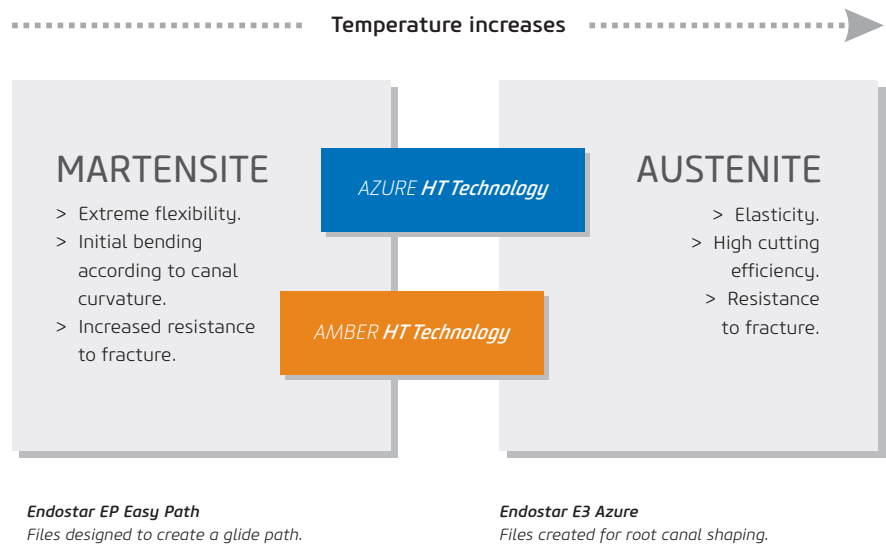 Temperature increases
MARTENSITE
> Extreme flexibility.
> Initial bending
according to canal
curvature.
> Increased resistance
to fracture.
AZURE HT Technology
AMBER HT Technology
AUSTENITE
> Elasticity.
> High cutting
efficiency.
> Resistance
to fracture.
Endostar EP Easy Path
Files designed to create a glide path.
Endostar E3 Azure
Files created for root canal shaping.